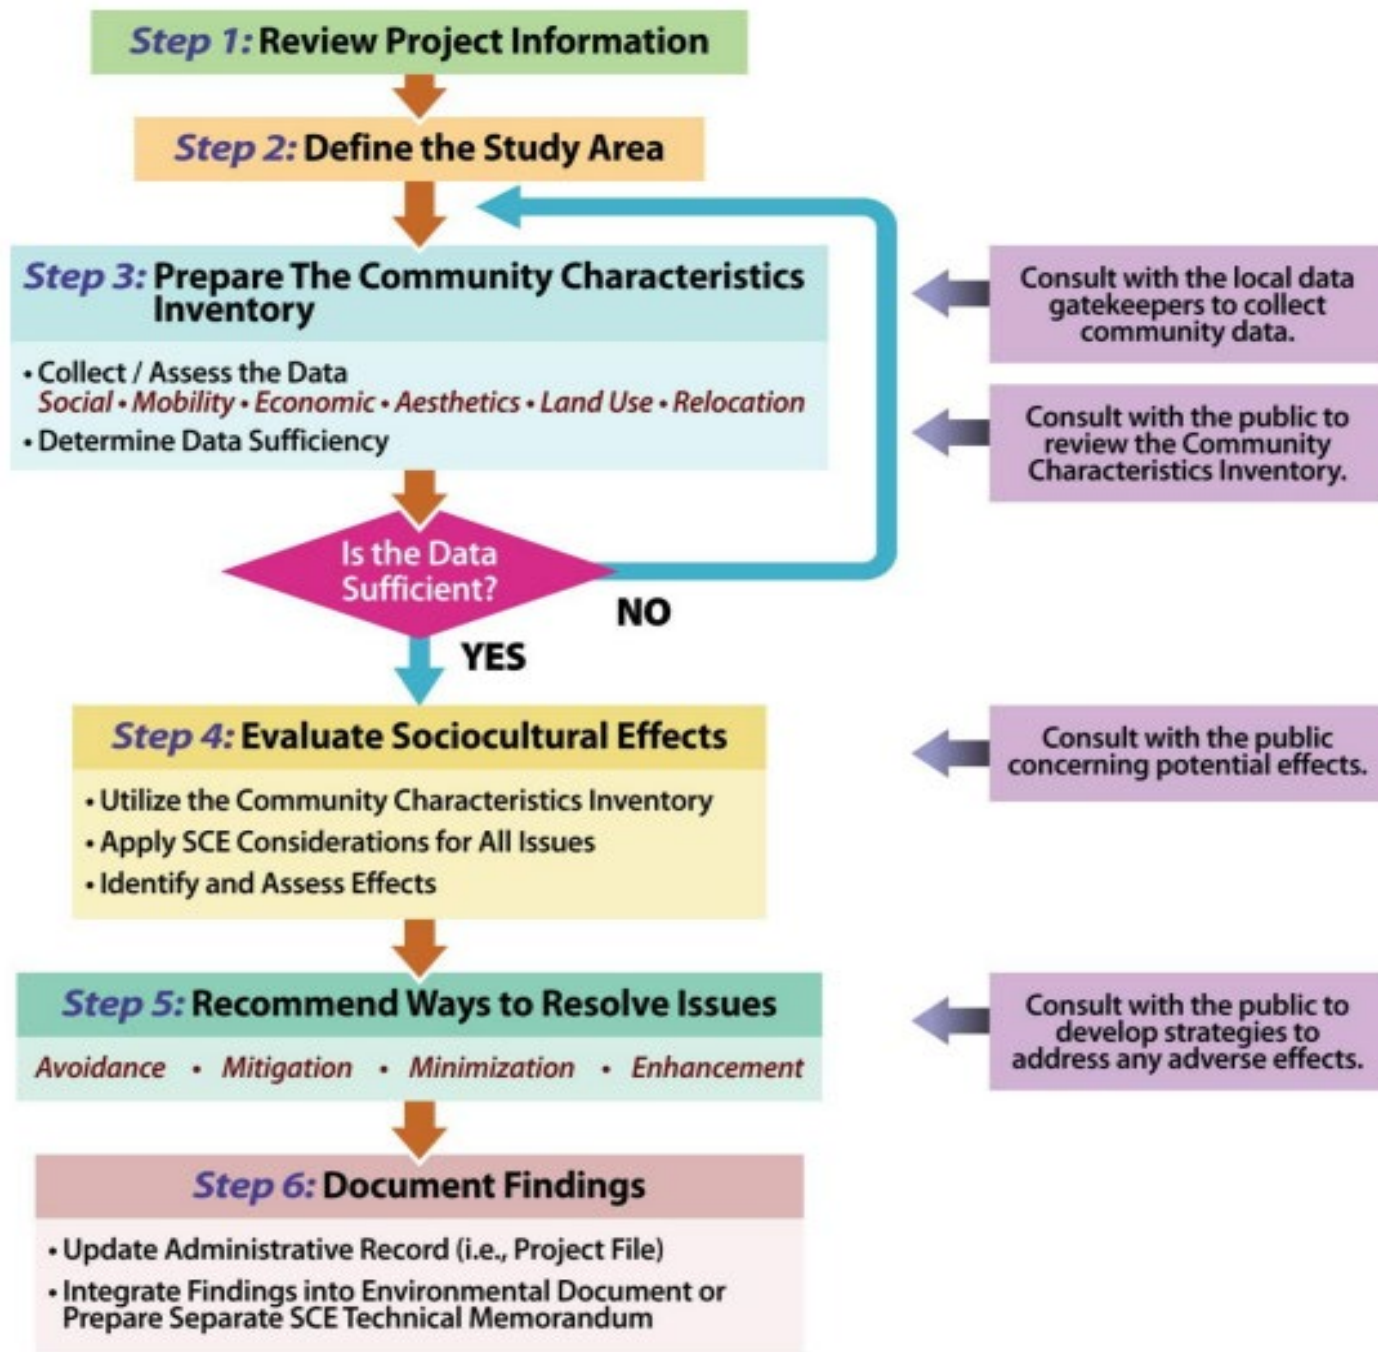 Step 1: Review Project Information
Step 2: Define the Study Area
Step 3: Prepare The Community Characteristics
Inventory
• Collect / Assess the Data
Social • Mobility • Economic • Aesthetics • Land Use • Relocation
• Determine Data Sufficiency
Consult with the local data
gatekeepers to collect
community data.
Consult with the public to
review the Community
Characteristics Inventory.
Is the Data
Sufficient?
NO
YES
Step 4: Evaluate Sociocultural Effects
• Utilize the Community Characteristics Inventory
• Apply SCE Considerations for All Issues
• Identify and Assess Effects
Consult with the public
concerning potential effects.
Step 5: Recommend Ways to Resolve Issues
Avoidance • Mitigation • Minimization • Enhancement
Consult with the public to
develop strategies to
address any adverse effects.
Step 6: Document Findings
• Update Administrative Record (i.e., Project File)
• Integrate Findings into Environmental Document or
Prepare Separate SCE Technical Memorandum